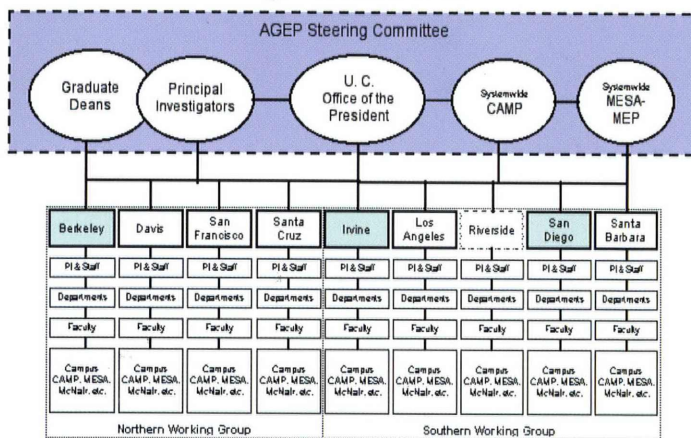 AGEP Steering Committee
Graduate
Deans
Principal
Investigators
U. C.
Office of the
President
Systemwide
CAMP
Systemwide
MESA-
MEP
Berkeley
Davis
San
Francisco
Santa
Cruz
Irvine
Los
Angeles
Riverside
San
Diego
Santa
Barbara
PI & Staff
PI & Staff
PI & Staff
PI & Staff
PI & Staff
PI & Staff
PI & Staff
PI & Staff
PI & Staff
Departments
Departments
Departments
Departments
Departments
Departments
Departments
Departments
Departments
Faculty
Faculty
Faculty
Faculty
Faculty
Faculty
Faculty
Faculty
Faculty
Campus
CAMP, MESA,
McNair, etc.
Campus
CAMP, MESA,
McNair, etc.
Campus
CAMP, MESA,
McNair, etc.
Campus
CAMP, MESA,
McNair, etc.
Campus
CAMP, MESA,
McNair, etc.
Campus
CAMP, MESA,
McNair, etc.
Campus
CAMP, MESA,
McNair, etc.
Campus
CAMP, MESA,
McNair, etc.
Campus
CAMP, MESA,
McNair, etc.
Northern Working Group
Southern Working Group